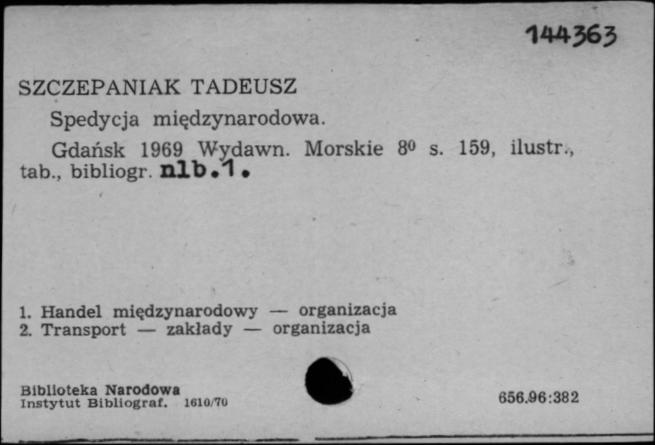 144363
SZCZEPANIAK TADEUSZ
Spedycja międzynarodowa.
Gdańsk 1969 Wydawn. Morskie 8⁰ s. 159, ilustr.,
tab., bibliogr. nlb.1.
1. Handel międzynarodowy — organizacja
2. Transport — zakłady — organizacja
Biblioteka Narodowa
Instytut Bibliograf. 1610/70
656.96:382